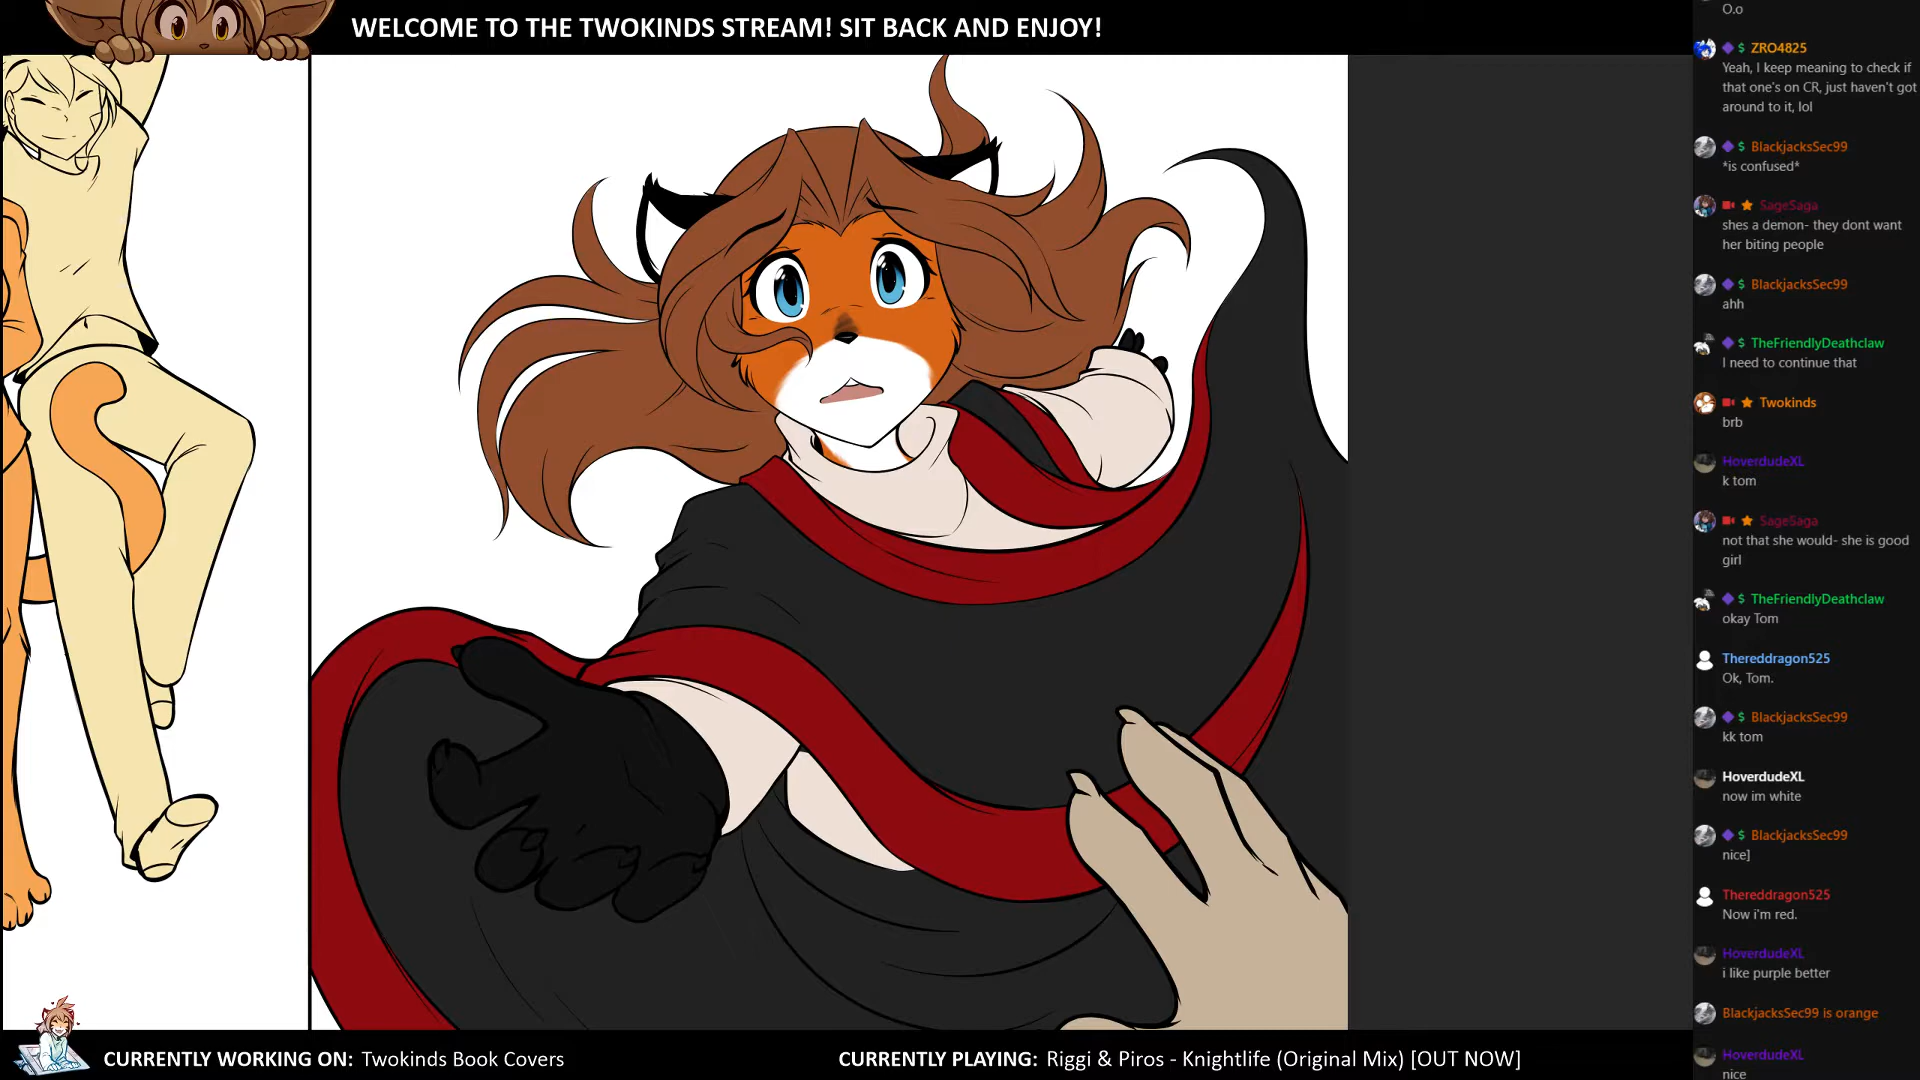 WELCOME TO THE TWOKINDS STREAM! SIT BACK AND ENJOY!
O.o
$ ZRO4825
Yeah, I keep meaning to check if
that one's on CR, just haven't got
around to it, lol
$ BlackjacksSec99
*is confused*
SageSaga
shes a demon- they dont want
her biting people
$ BlackjacksSec99
ahh
$ TheFriendlyDeathclaw
I need to continue that
Twokinds
brb
HoverdudeXL
k tom
SageSaga
not that she would- she is good
girl
$ TheFriendlyDeathclaw
okay Tom
Thereddragon525
Ok, Tom.
$ BlackjacksSec99
kk tom
HoverdudeXL
now im white
$ BlackjacksSec99
nice]
Thereddragon525
Now i'm red.
HoverdudeXL
i like purple better
BlackjacksSec99 is orange
HoverdudeXL
nice
CURRENTLY WORKING ON: Twokinds Book Covers
CURRENTLY PLAYING: Riggi & Piros - Knightlife (Original Mix) [OUT NOW]